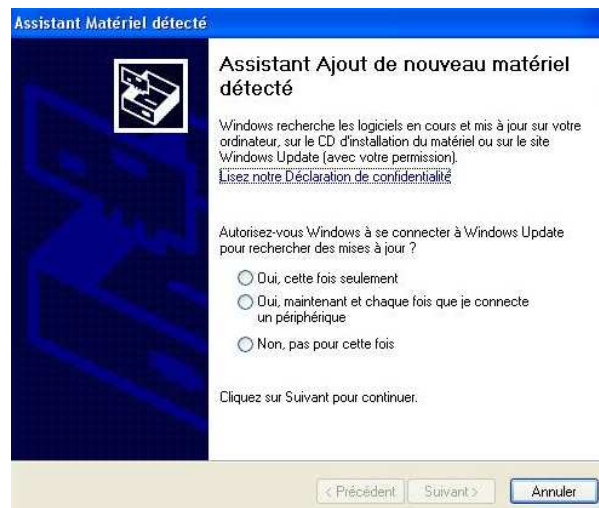 Assistant Matériel détecté
Assistant Ajout de nouveau matériel
détecté
Windows recherche les logiciels en cours et mis à jour sur votre
ordinateur, sur le CD d'installation du matériel ou sur le site
Windows Update (avec votre permission).
Lisez notre Déclaration de confidentialité
Autorisez-vous Windows à se connecter à Windows Update
pour rechercher des mises à jour ?
Oui, cette fois seulement
Oui, maintenant et chaque fois que je connecte
un périphérique
Non, pas pour cette fois
Cliquez sur Suivant pour continuer.
< Précédent Suivant > Annuler